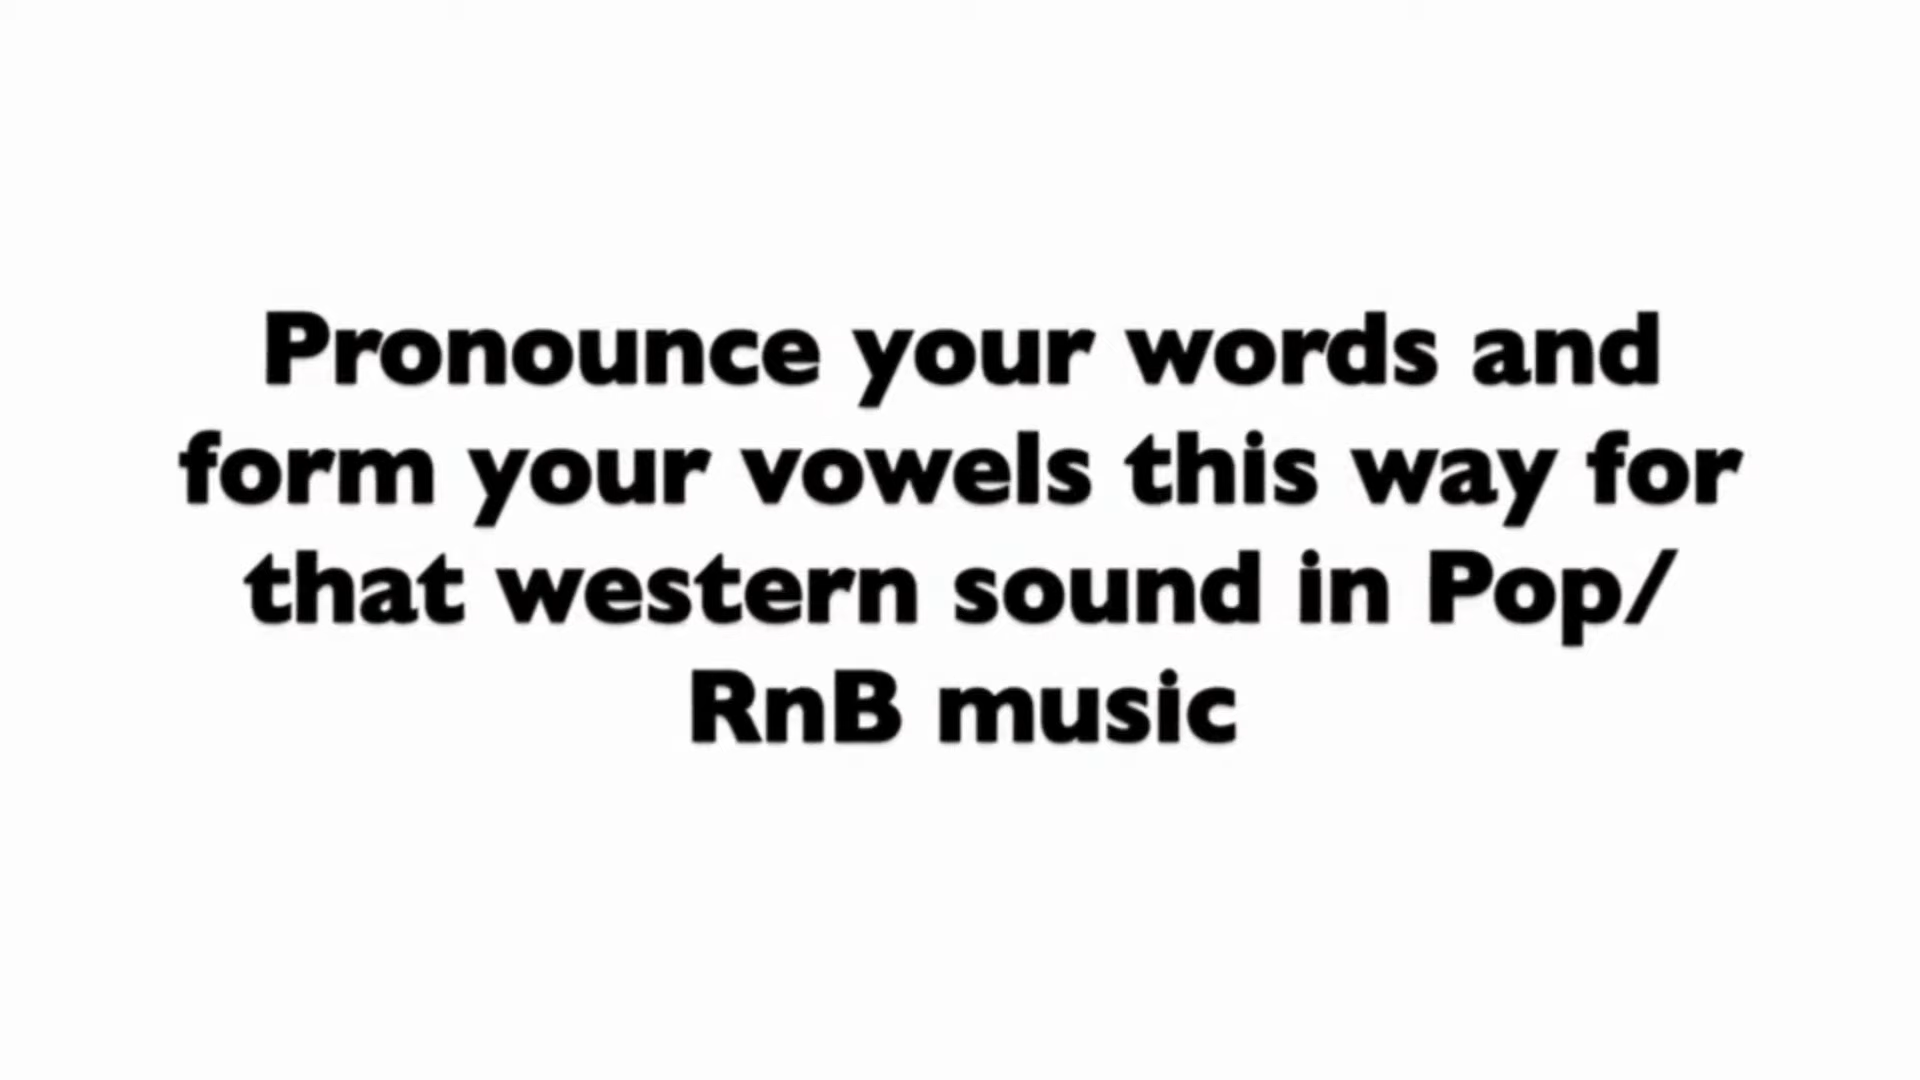 Pronounce your words and
form your vowels this way for
that western sound in Pop/
RnB music